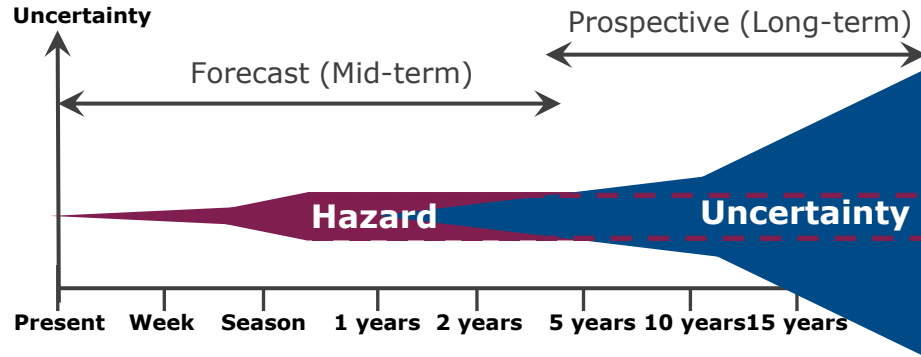 Uncertainty
Prospective (Long-term)
Forecast (Mid-term)
Hazard
Uncertainty
Present Week Season 1 years 2 years 5 years 10 years 15 years